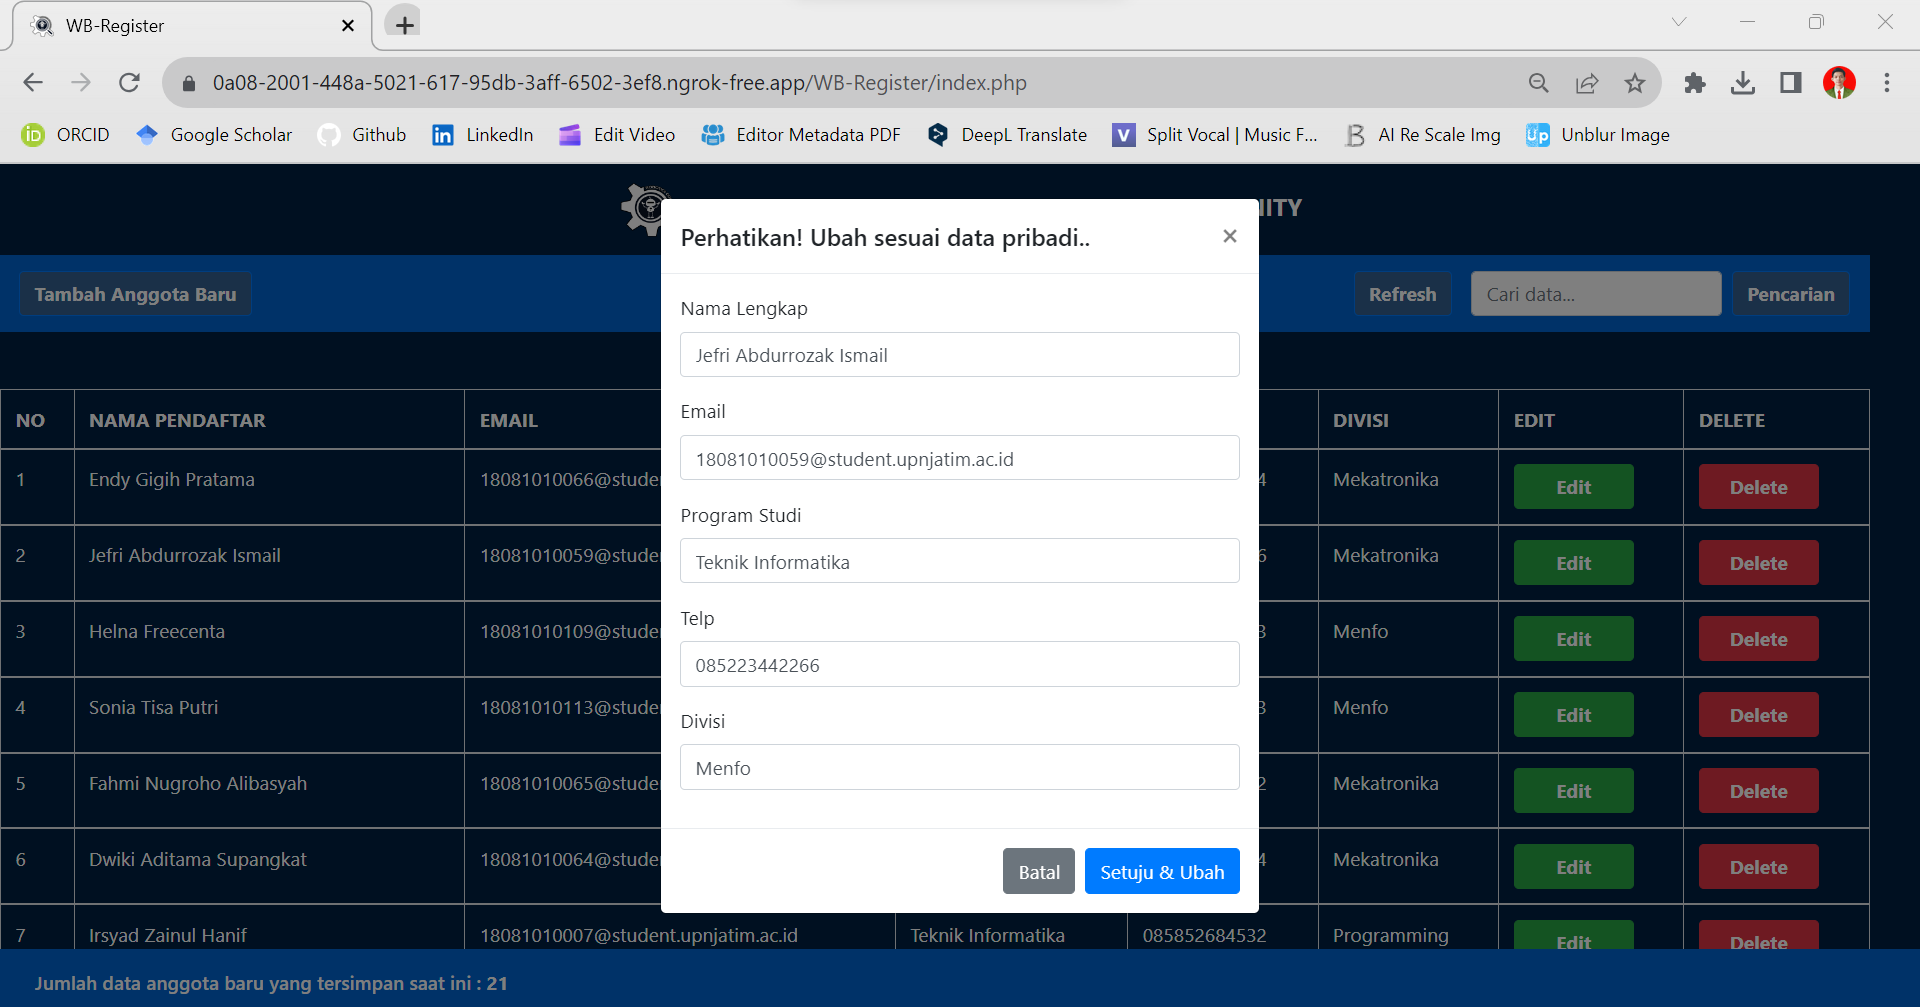 WB-Register
0a08-2001-448a-5021-617-95db-3aff-6502-3ef8.ngrok-free.app/WB-Register/index.php
ORCID Google Scholar Github LinkedIn Edit Video Editor Metadata PDF DeepL Translate Split Vocal | Music F... AI Re Scale Img Unblur Image
Perhatikan! Ubah sesuai data pribadi..
Tambah Anggota Baru
Refresh Cari data... Pencarian
Nama Lengkap
Jefri Abdurrozak Ismail
Email
18081010059@student.upnjatim.ac.id
Program Studi
Teknik Informatika
Telp
085223442266
Divisi
Menfo
Batal Setuju & Ubah
NO NAMA PENDAFTAR EMAIL DIVISI EDIT DELETE
1 Endy Gigih Pratama 18081010066@stude 4 Mekatronika Edit Delete
2 Jefri Abdurrozak Ismail 18081010059@stude 6 Mekatronika Edit Delete
3 Helna Freecenta 18081010109@stude 3 Menfo Edit Delete
4 Sonia Tisa Putri 18081010113@stude 3 Menfo Edit Delete
5 Fahmi Nugroho Alibasyah 18081010065@stude 2 Mekatronika Edit Delete
6 Dwiki Aditama Supangkat 18081010064@stude 4 Mekatronika Edit Delete
7 Irsyad Zainul Hanif 18081010007@student.upnjatim.ac.id Teknik Informatika 085852684532 Programming Edit Delete
Jumlah data anggota baru yang tersimpan saat ini : 21